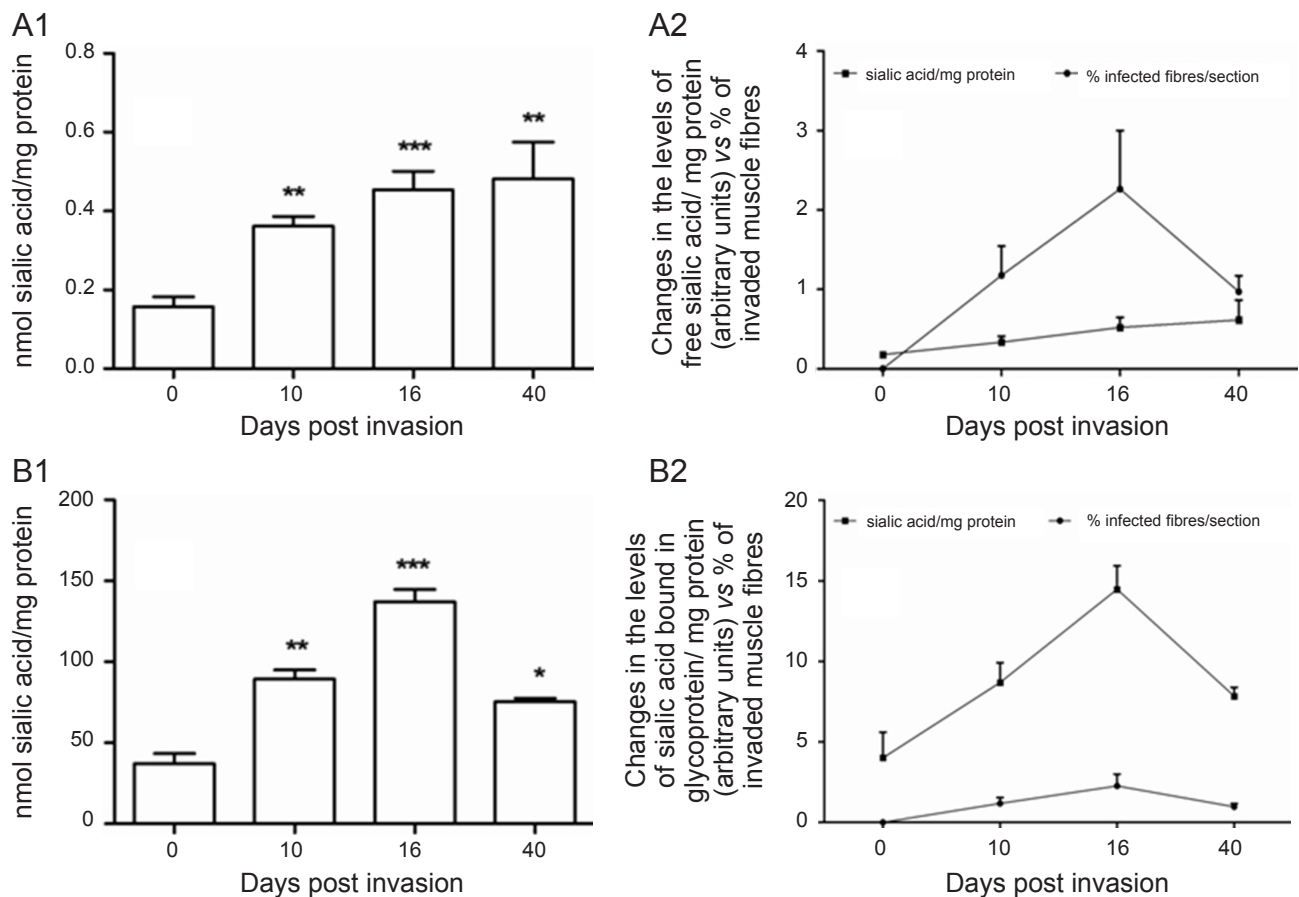 A1
nmol sialic acid/mg protein
0.8
0.6
0.4
0.2
0.0
**
***
**
0
10
16
40
Days post invasion
A2
Changes in the levels of
free sialic acid/ mg protein
(arbitrary units) vs % of
invaded muscle fibres
4
3
2
1
0
sialic acid/mg protein
% infected fibres/section
0
10
16
40
Days post invasion
B1
nmol sialic acid/mg protein
200
150
100
50
0
**
***
*
0
10
16
40
Days post invasion
B2
Changes in the levels
of sialic acid bound in
glycoprotein/ mg protein
(arbitrary units) vs % of
invaded muscle fibres
20
15
10
5
0
sialic acid/mg protein
% infected fibres/section
0
10
16
40
Days post invasion